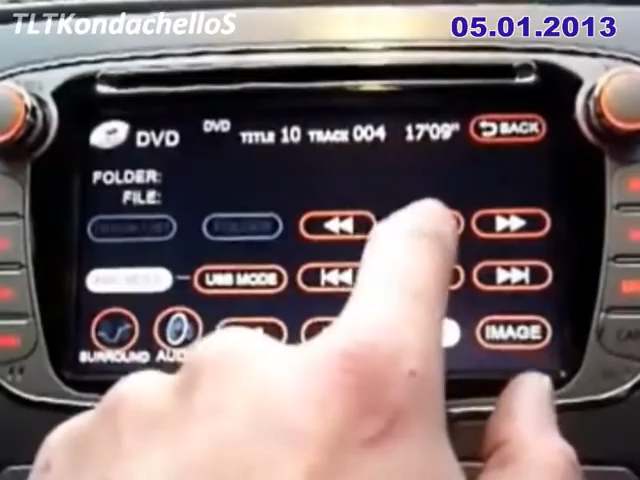 TLTKondachelloS
05.01.2013
DVD DVD TITLE 10 TRACK 004 17'09" BACK
FOLDER:
FILE:
USB MODE
IMAGE
SURROUND